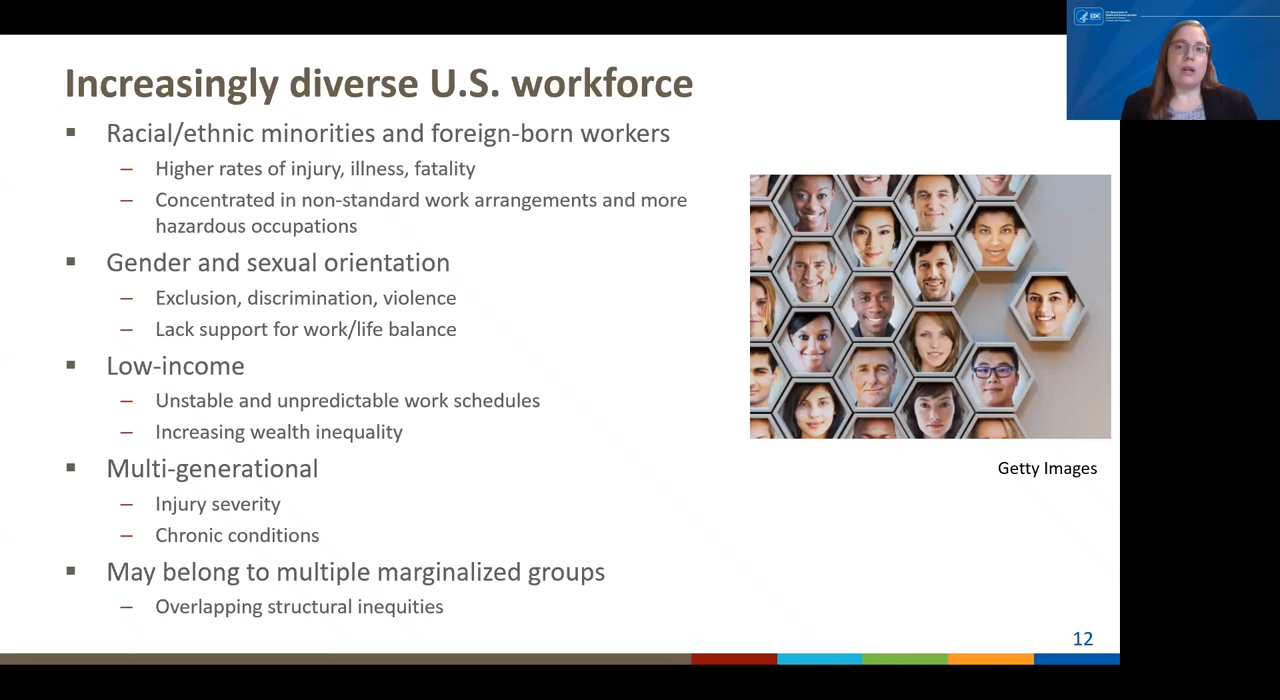 Increasingly diverse U.S. workforce
▪ Racial/ethnic minorities and foreign-born workers
– Higher rates of injury, illness, fatality
– Concentrated in non-standard work arrangements and more
hazardous occupations
▪ Gender and sexual orientation
– Exclusion, discrimination, violence
– Lack support for work/life balance
▪ Low-income
– Unstable and unpredictable work schedules
– Increasing wealth inequality
▪ Multi-generational
– Injury severity
– Chronic conditions
▪ May belong to multiple marginalized groups
– Overlapping structural inequities
Getty Images
12
CDC